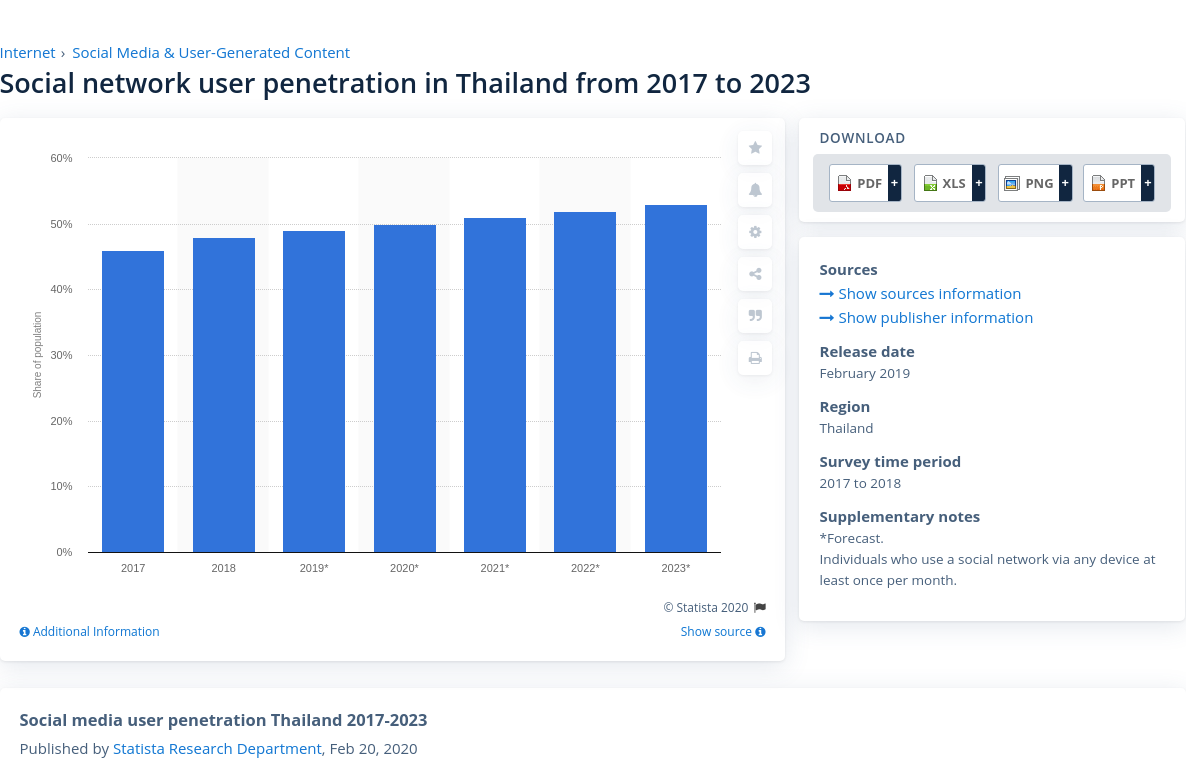 Internet › Social Media & User-Generated Content
Social network user penetration in Thailand from 2017 to 2023
60%
50%
40%
30%
20%
10%
0%
Share of population
2017 2018 2019* 2020* 2021* 2022* 2023*
© Statista 2020
Additional Information
Show source
DOWNLOAD
PDF + XLS + PNG + PPT +
Sources
Show sources information
Show publisher information
Release date
February 2019
Region
Thailand
Survey time period
2017 to 2018
Supplementary notes
*Forecast.
Individuals who use a social network via any device at
least once per month.
Social media user penetration Thailand 2017-2023
Published by Statista Research Department, Feb 20, 2020